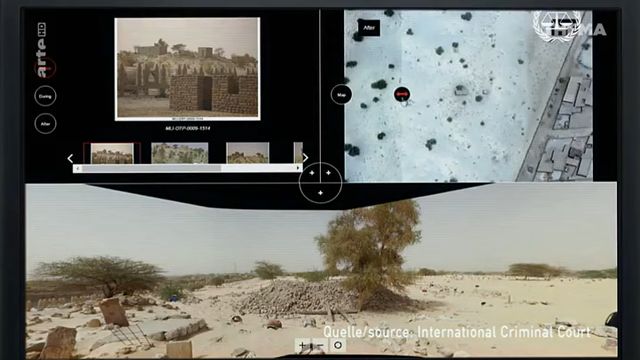 arte HD
After
During
After
Map
MLI-OTP-0009-1514
Quelle/source: International Criminal Court